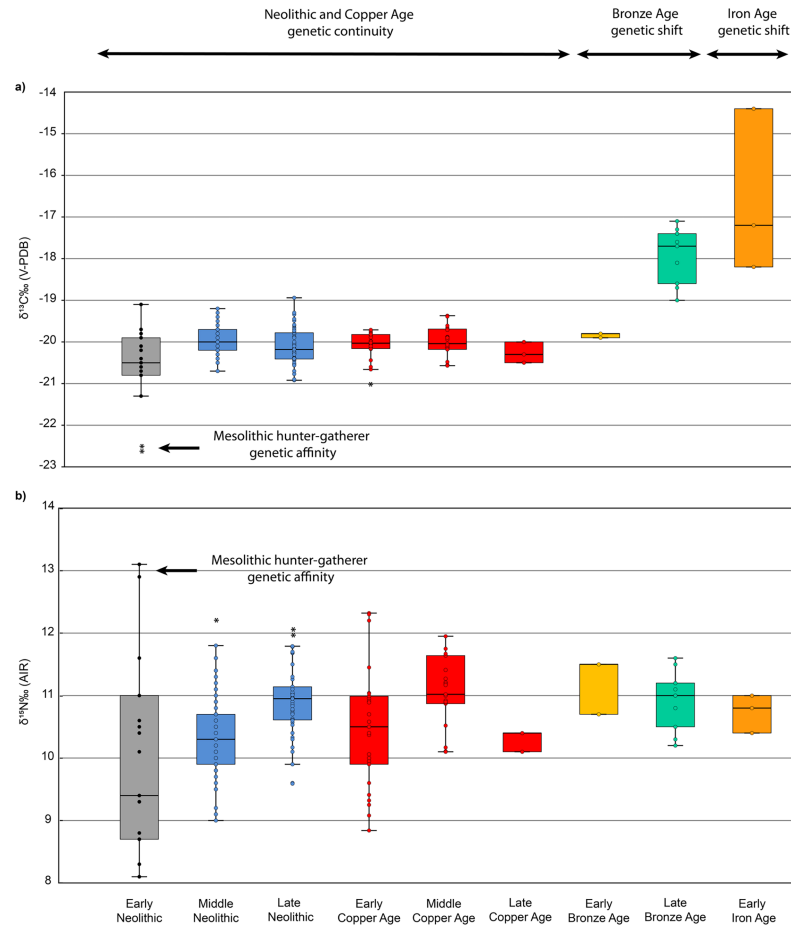 Neolithic and Copper Age
genetic continuity
Bronze Age
genetic shift
Iron Age
genetic shift
a)
-14
-15
-16
-17
-18
-19
-20
-21
-22
-23
δ¹³C‰ (V-PDB)
*
**
Mesolithic hunter-gatherer
genetic affinity
b)
14
13
12
11
10
9
8
δ¹⁵N‰ (AIR)
Mesolithic hunter-gatherer
genetic affinity
*
**
Early
Neolithic
Middle
Neolithic
Late
Neolithic
Early
Copper Age
Middle
Copper Age
Late
Copper Age
Early
Bronze Age
Late
Bronze Age
Early
Iron Age